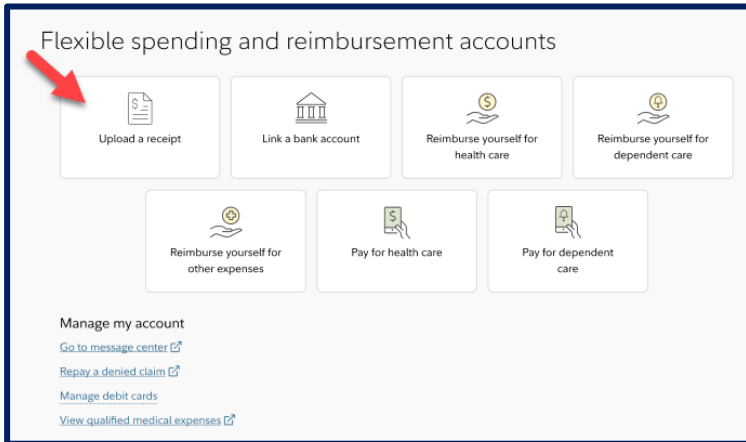 Flexible spending and reimbursement accounts
Upload a receipt
Link a bank account
Reimburse yourself for
health care
Reimburse yourself for
dependent care
Reimburse yourself for
other expenses
Pay for health care
Pay for dependent
care
Manage my account
Go to message center
Repay a denied claim
Manage debit cards
View qualified medical expenses